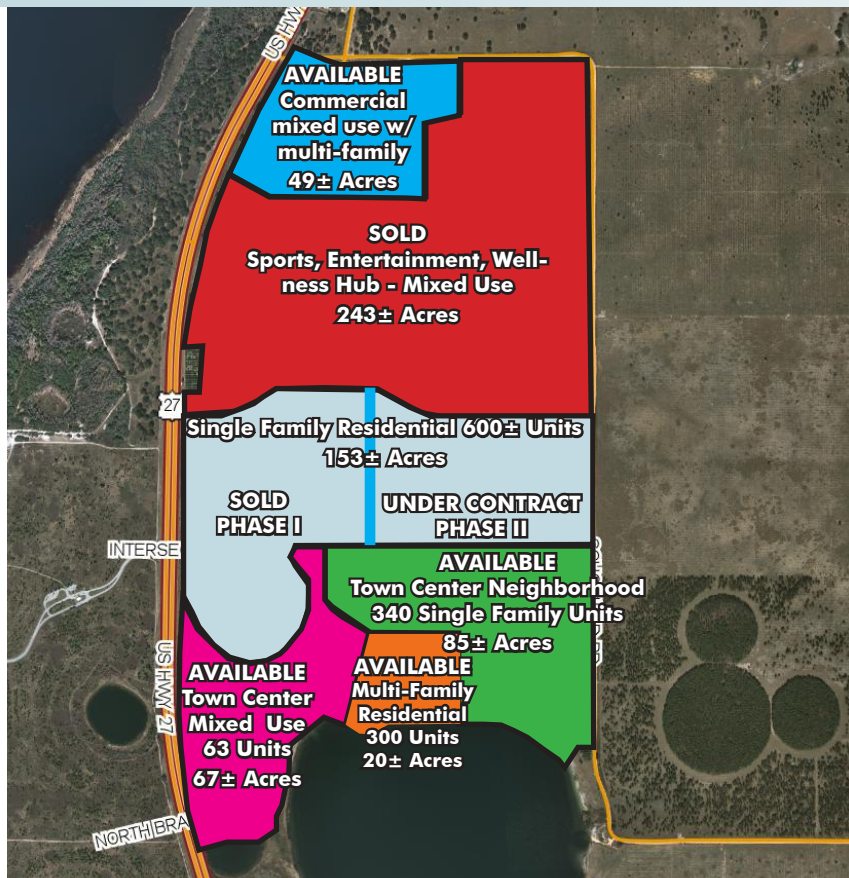 US HW
AVAILABLE
Commercial
mixed use w/
multi-family
49± Acres
SOLD
Sports, Entertainment, Well-
ness Hub - Mixed Use
243± Acres
27
Single Family Residential 600± Units
153± Acres
SOLD
PHASE I
UNDER CONTRACT
PHASE II
INTERSE
AVAILABLE
Town Center Neighborhood
340 Single Family Units
85± Acres
US HWY 27
AVAILABLE
Town Center
Mixed Use
63 Units
67± Acres
AVAILABLE
Multi-Family
Residential
300 Units
20± Acres
NORTH BRA